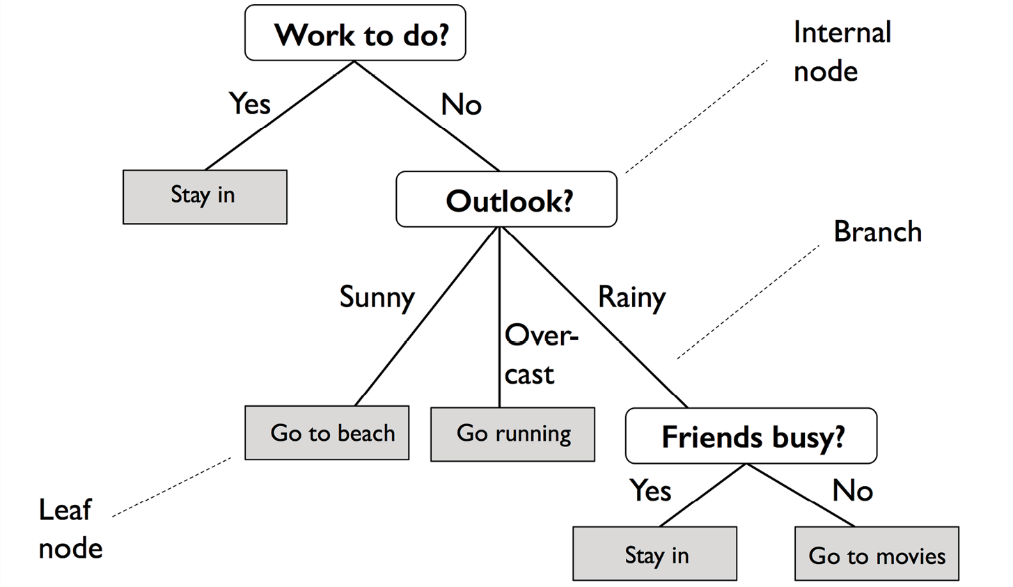 Work to do?
Internal
node
Yes
No
Stay in
Outlook?
Branch
Sunny
Rainy
Over-
cast
Go to beach
Go running
Friends busy?
Yes
No
Leaf
node
Stay in
Go to movies